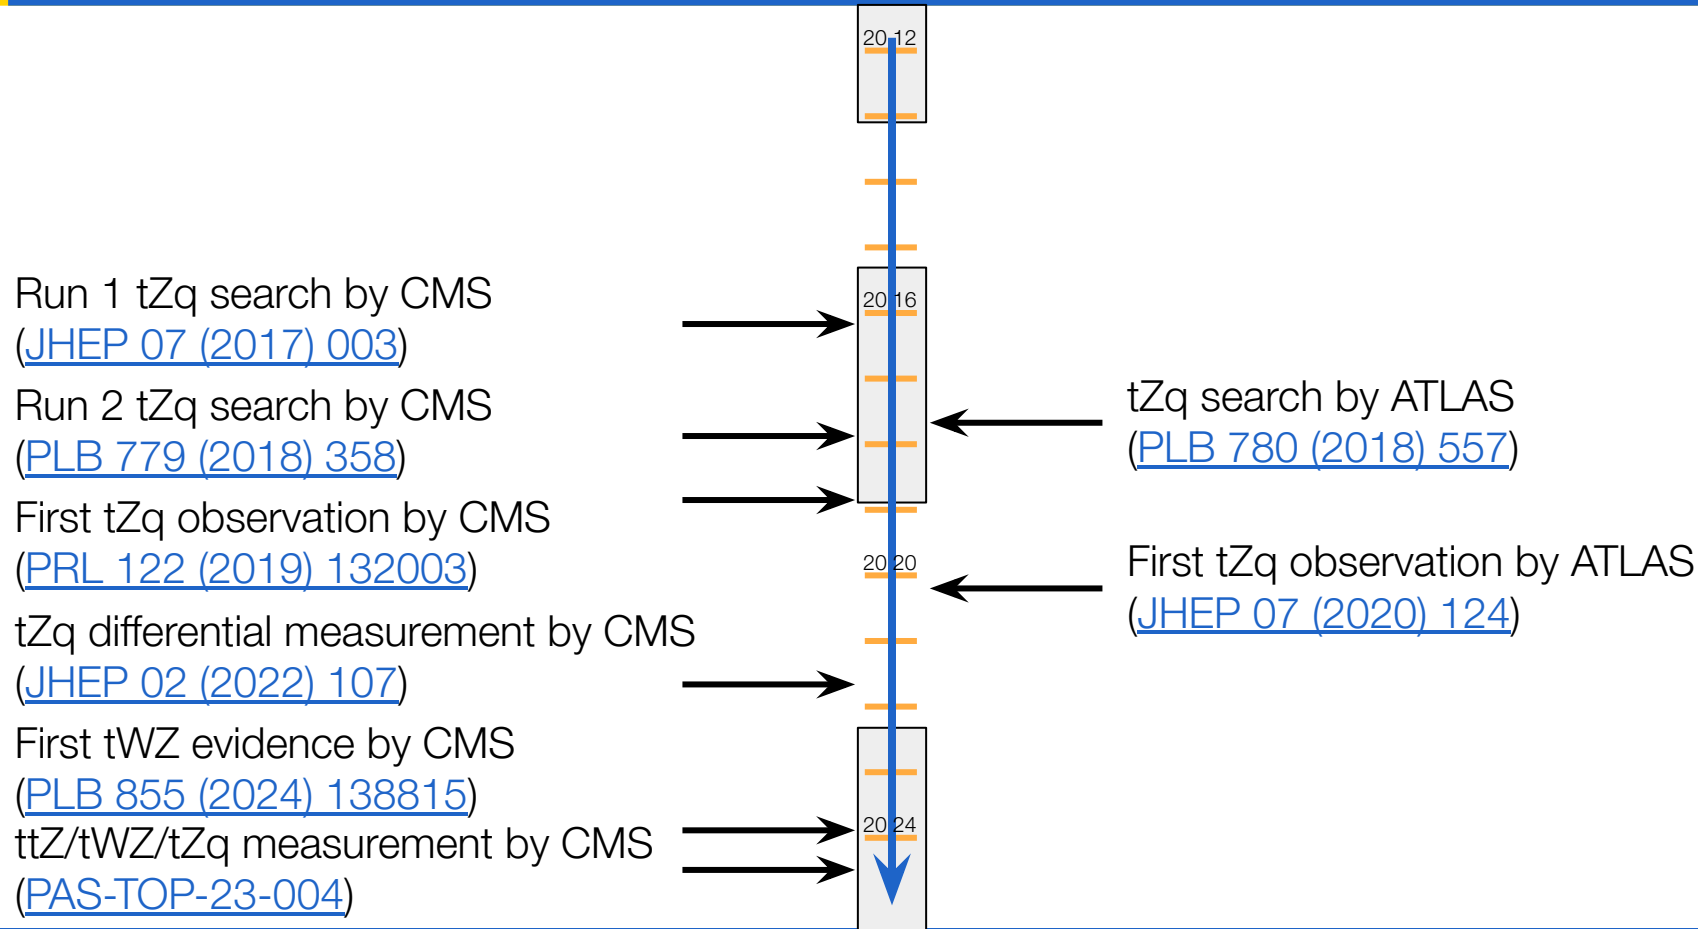 2012
2016
2020
2024
Run 1 tZq search by CMS
(JHEP 07 (2017) 003)
Run 2 tZq search by CMS
(PLB 779 (2018) 358)
First tZq observation by CMS
(PRL 122 (2019) 132003)
tZq differential measurement by CMS
(JHEP 02 (2022) 107)
First tWZ evidence by CMS
(PLB 855 (2024) 138815)
ttZ/tWZ/tZq measurement by CMS
(PAS-TOP-23-004)
tZq search by ATLAS
(PLB 780 (2018) 557)
First tZq observation by ATLAS
(JHEP 07 (2020) 124)